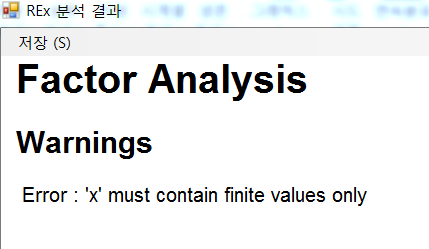 REx 분석 결과
저장 (S)
Factor Analysis
Warnings
Error : 'x' must contain finite values only